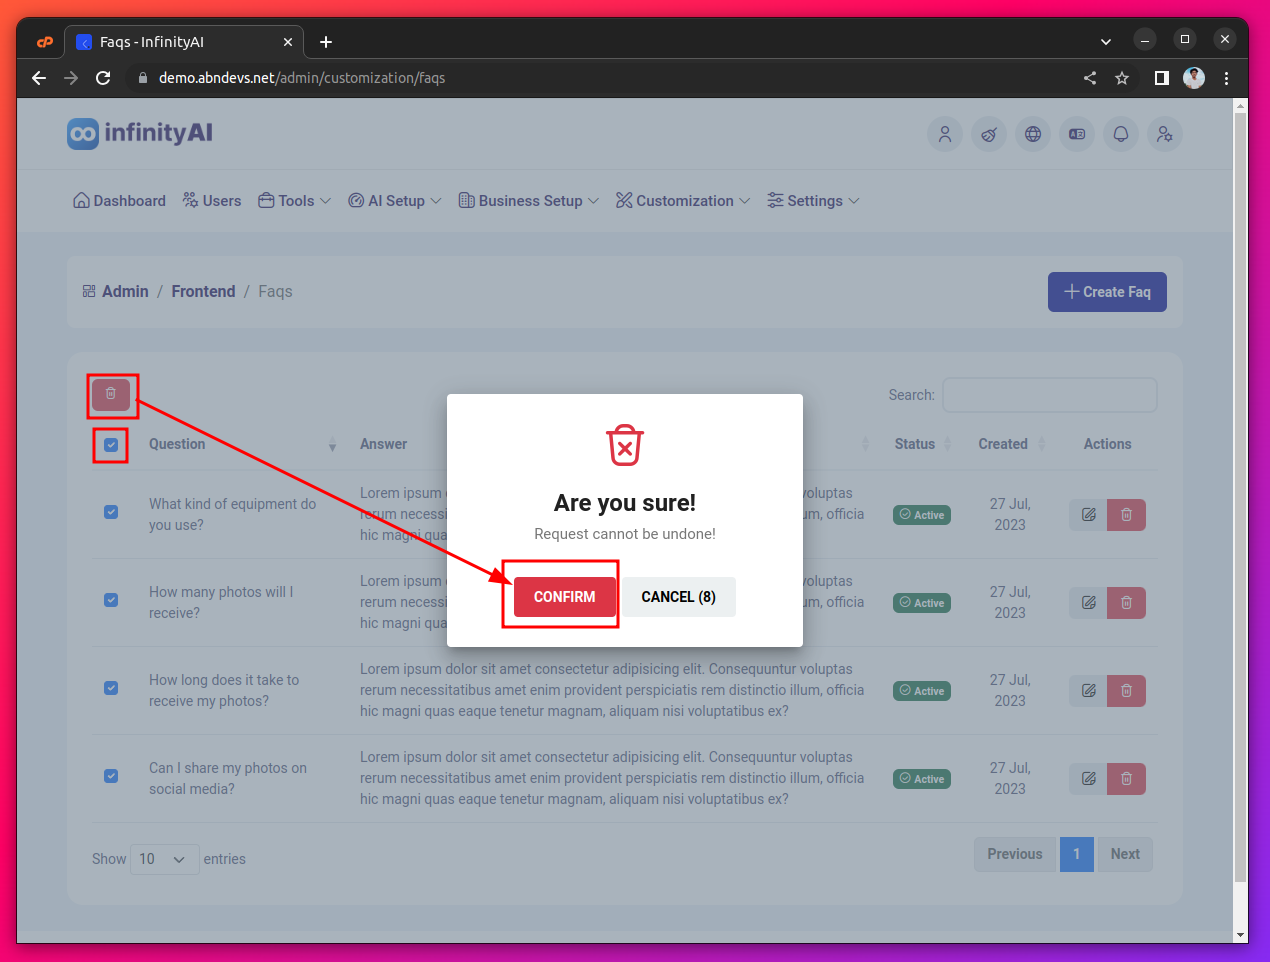 Faqs - InfinityAI
demo.abndevs.net/admin/customization/faqs
infinityAI
Dashboard Users Tools AI Setup Business Setup Customization Settings
Admin / Frontend / Faqs
Create Faq
Search:
Question Answer Status Created Actions
What kind of equipment do
you use?
Lorem ipsum voluptas
rerum necessi um, officia
hic magni qua
Active
27 Jul,
2023
How many photos will I
receive?
Lorem ipsum voluptas
rerum necessi um, officia
hic magni qua
Active
27 Jul,
2023
Are you sure!
Request cannot be undone!
CONFIRM CANCEL (8)
How long does it take to
receive my photos?
Lorem ipsum dolor sit amet consectetur adipisicing elit. Consequuntur voluptas
rerum necessitatibus amet enim provident perspiciatis rem distinctio illum, officia
hic magni quas eaque tenetur magnam, aliquam nisi voluptatibus ex?
Active
27 Jul,
2023
Can I share my photos on
social media?
Lorem ipsum dolor sit amet consectetur adipisicing elit. Consequuntur voluptas
rerum necessitatibus amet enim provident perspiciatis rem distinctio illum, officia
hic magni quas eaque tenetur magnam, aliquam nisi voluptatibus ex?
Active
27 Jul,
2023
Show 10 entries
Previous 1 Next